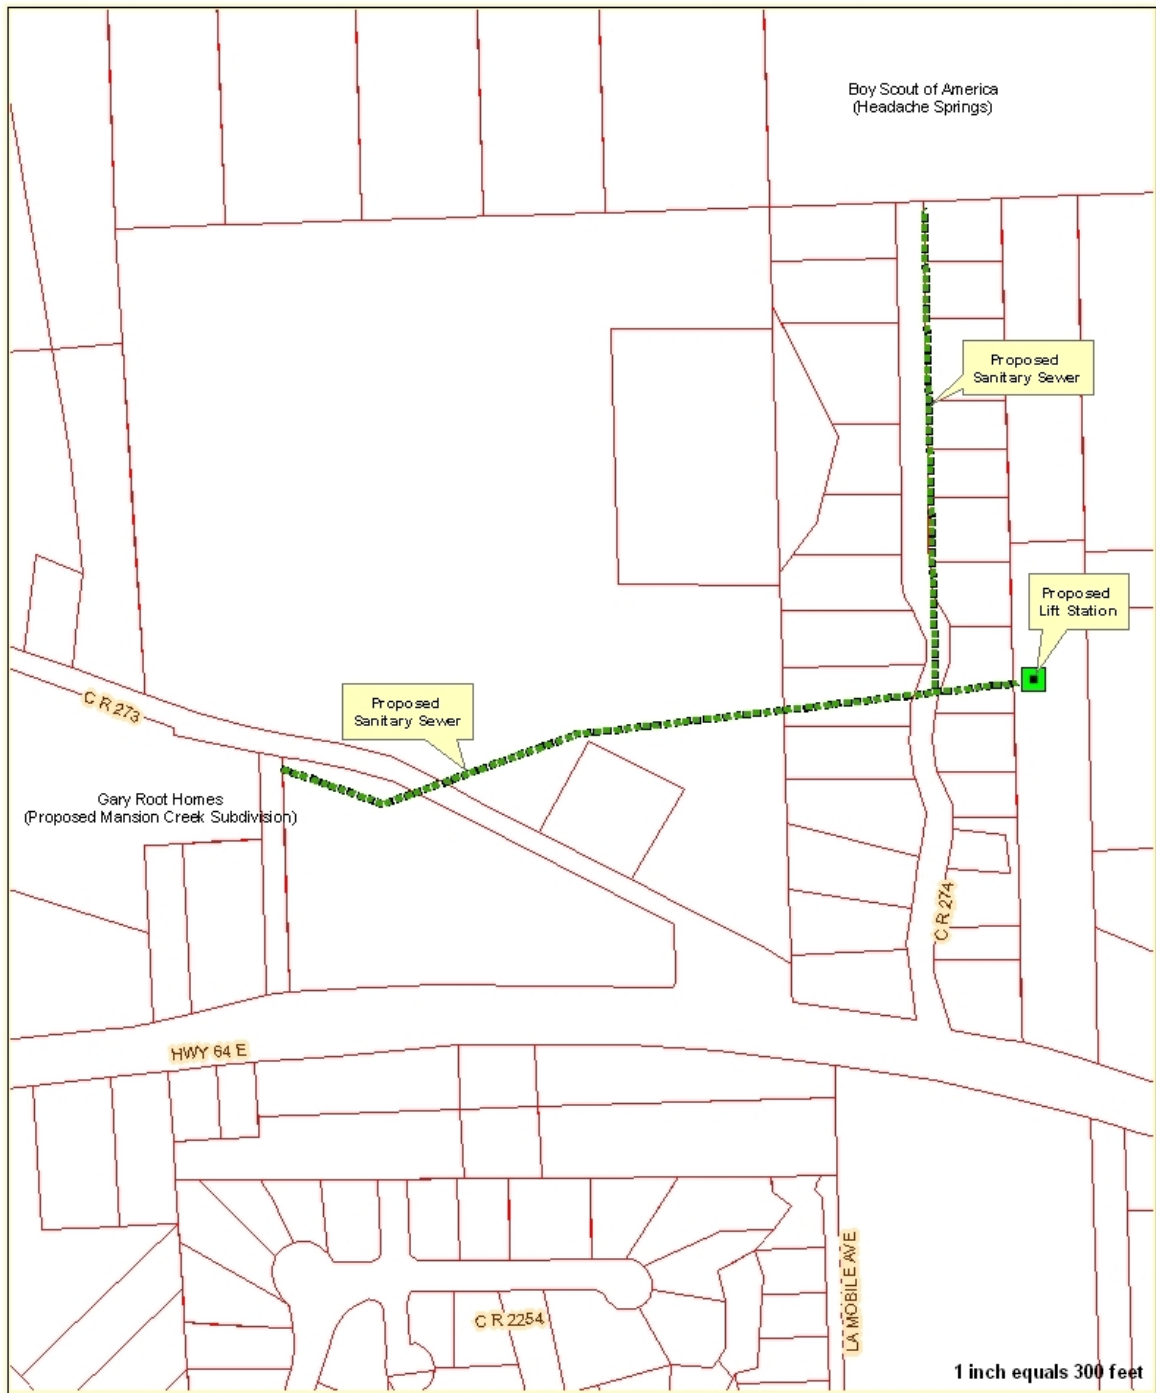 Boy Scout of America
(Headache Springs)
Proposed
Sanitary Sewer
Proposed
Lift Station
C R 273
Proposed
Sanitary Sewer
Gary Root Homes
(Proposed Mansion Creek Subdivision)
C R 274
HWY 64 E
LA MOBILE AVE
C R 2254
1 inch equals 300 feet